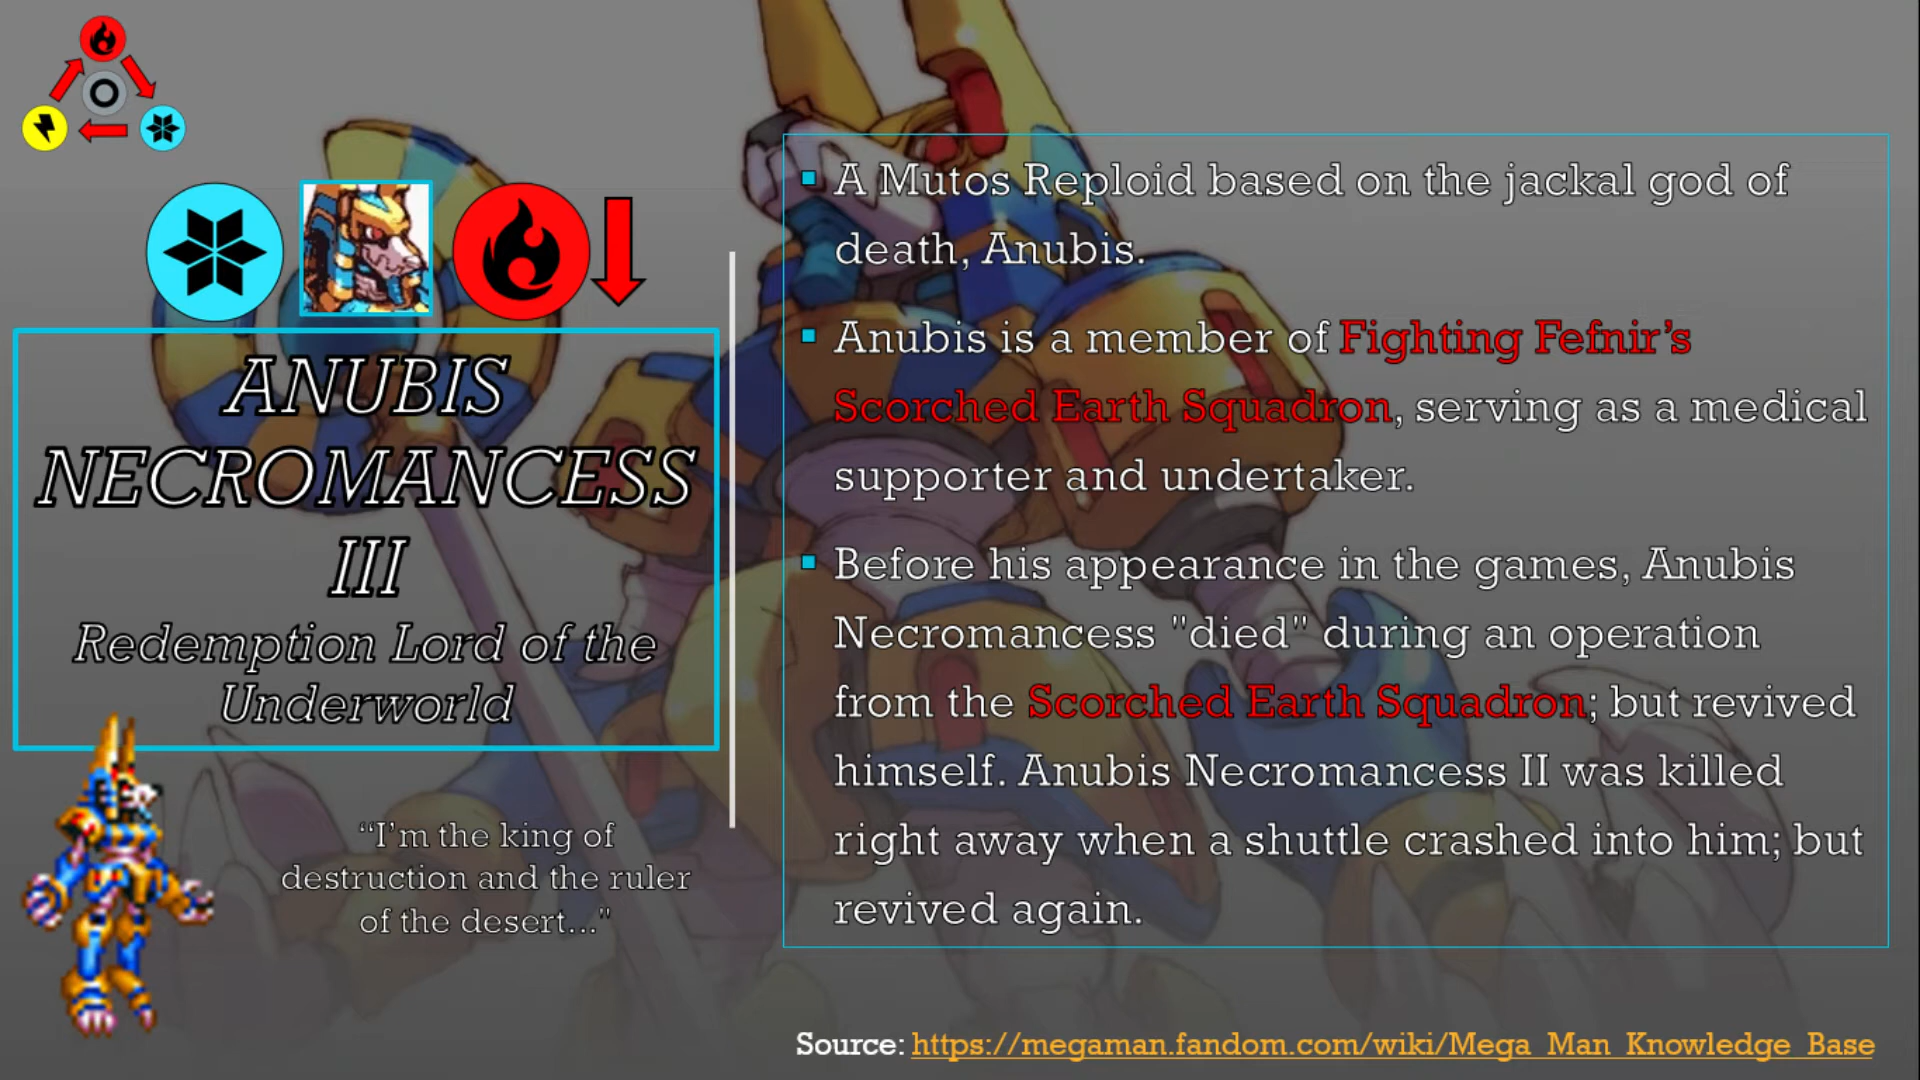 ANUBIS
NECROMANCESS
III
Redemption Lord of the
Underworld
“I’m the king of
destruction and the ruler
of the desert…"
A Mutos Reploid based on the jackal god of
death, Anubis.
Anubis is a member of Fighting Fefnir’s
Scorched Earth Squadron, serving as a medical
supporter and undertaker.
Before his appearance in the games, Anubis
Necromancess "died" during an operation
from the Scorched Earth Squadron; but revived
himself. Anubis Necromancess II was killed
right away when a shuttle crashed into him; but
revived again.
Source: https://megaman.fandom.com/wiki/Mega_Man_Knowledge_Base